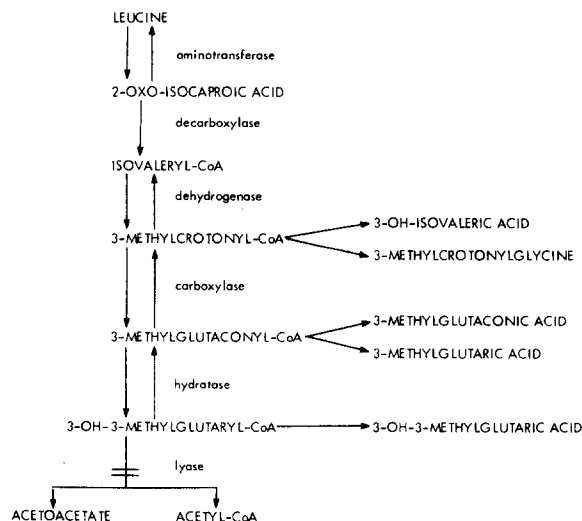 LEUCINE
aminotransferase
2-OXO-ISOCAPROIC ACID
decarboxylase
ISOVALERYL-CoA
dehydrogenase
3-METHYLCROTONYL-CoA
3-OH-ISOVALERIC ACID
3-METHYLCROTONYLGLYCINE
carboxylase
3-METHYLGLUTACONYL-CoA
3-METHYLGLUTACONIC ACID
3-METHYLGLUTARIC ACID
hydratase
3-OH-3-METHYLGLUTARYL-CoA
3-OH-3-METHYLGLUTARIC ACID
lyase
ACETOACETATE
ACETYL-CoA